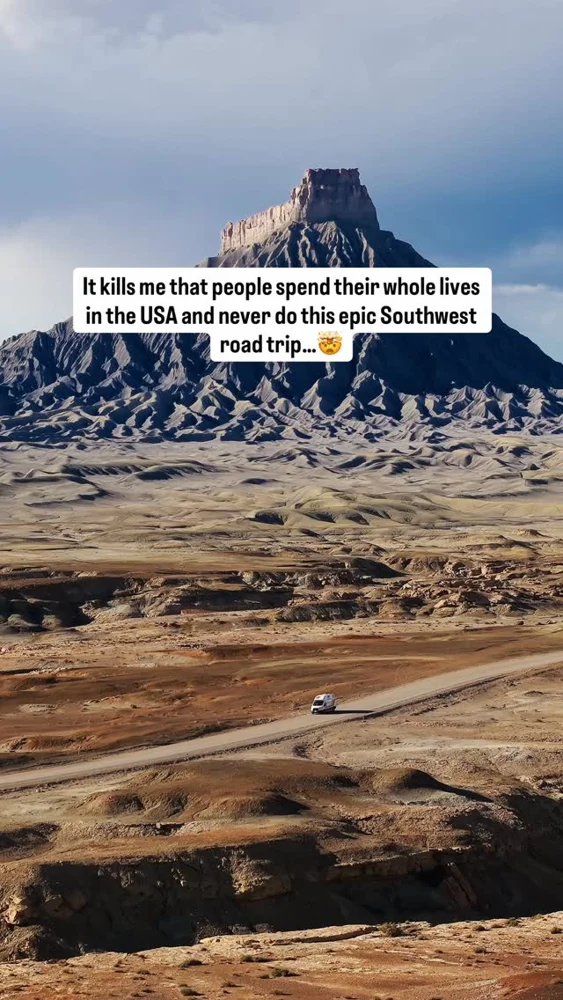 It kills me that people spend their whole lives
in the USA and never do this epic Southwest
road trip...🤯